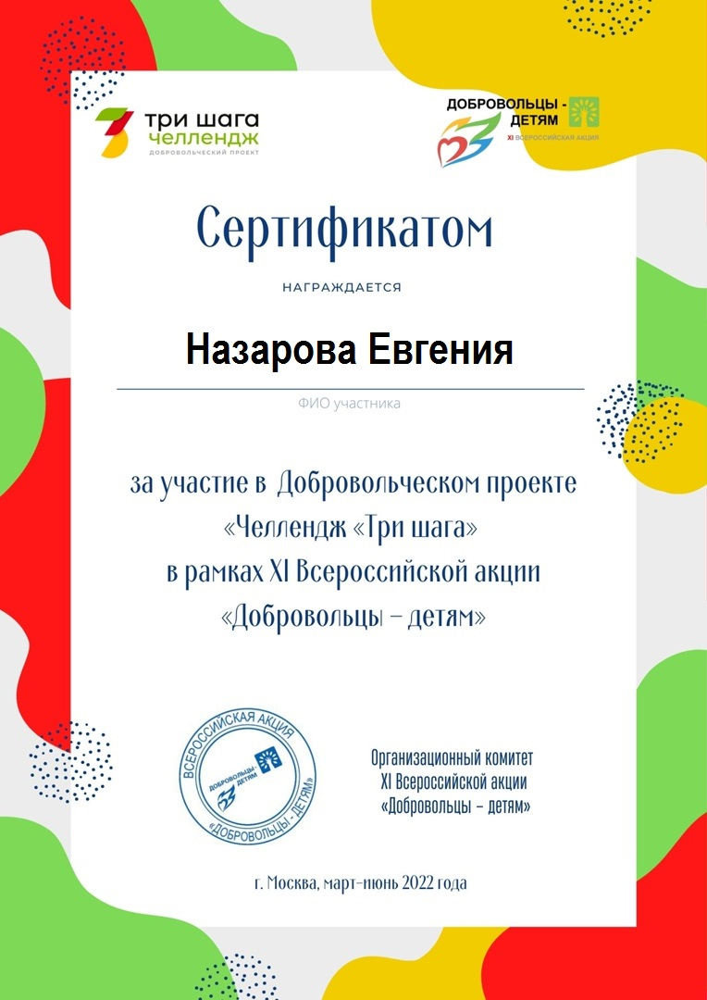 три шага
челлендж
ДОБРОВОЛЬЧЕСКИЙ ПРОЕКТ
ДОБРОВОЛЬЦЫ -
ДЕТЯМ
XI ВСЕРОССИЙСКАЯ АКЦИЯ
Сертификатом
НАГРАЖДАЕТСЯ
Назарова Евгения
ФИО участника
за участие в Добровольческом проекте
«Челлендж «Три шага»
в рамках XI Всероссийской акции
«Добровольцы – детям»
ВСЕРОССИЙСКАЯ АКЦИЯ
ДОБРОВОЛЬЦЫ -
ДЕТЯМ
«ДОБРОВОЛЬЦЫ - ДЕТЯМ»
Организационный комитет
XI Всероссийской акции
«Добровольцы – детям»
г. Москва, март-июнь 2022 года